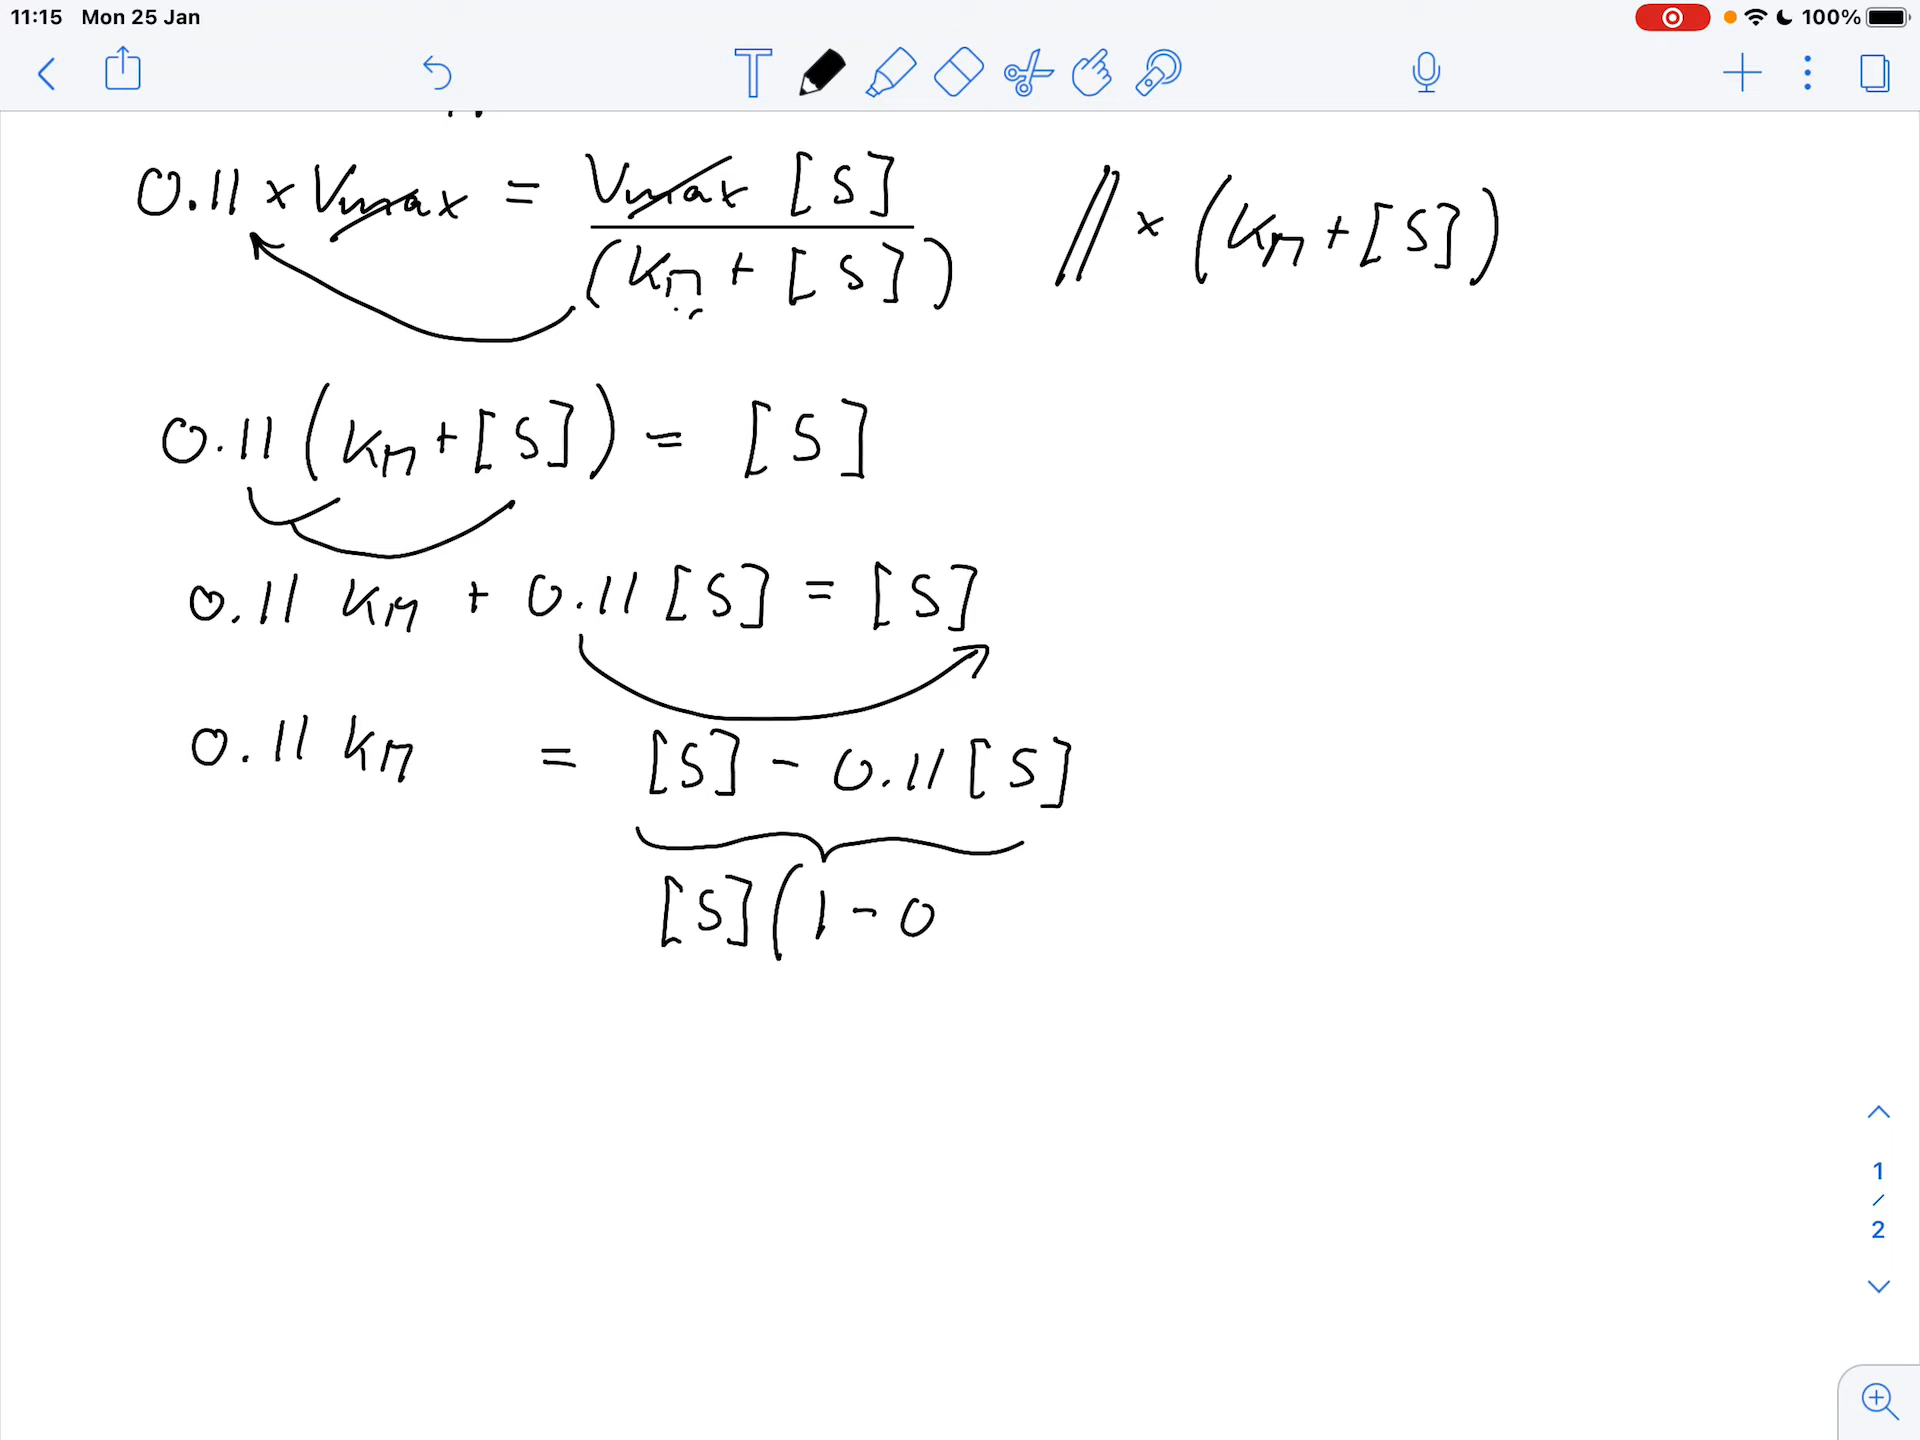 11:15 Mon 25 Jan 100%
T
0.11 × Vmax = Vmax [S] // × (KM + [S])
(KM + [S])
0.11 (KM + [S]) = [S]
0.11 KM + 0.11 [S] = [S]
0.11 KM = [S] - 0.11 [S]
[S] (1 - 0
1
/
2